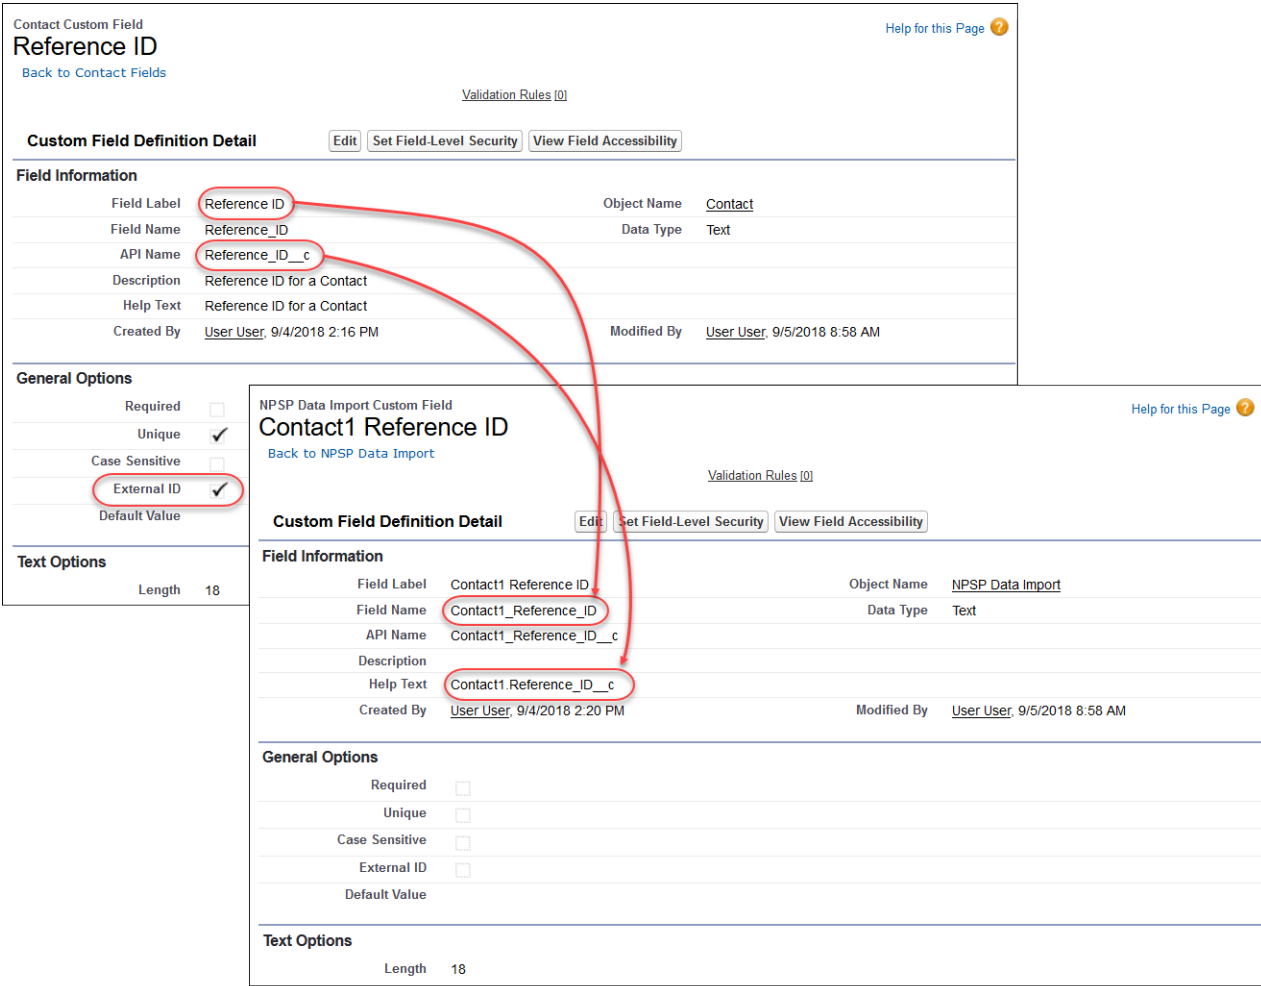 Contact Custom Field
Reference ID
Help for this Page ?
Back to Contact Fields
Validation Rules [0]
Custom Field Definition Detail Edit Set Field-Level Security View Field Accessibility
Field Information
Field Label Reference ID Object Name Contact
Field Name Reference_ID Data Type Text
API Name Reference_ID__c
Description Reference ID for a Contact
Help Text Reference ID for a Contact
Created By User User, 9/4/2018 2:16 PM Modified By User User, 9/5/2018 8:58 AM
General Options
Required
Unique
Case Sensitive
External ID
Default Value
Text Options
Length 18
NPSP Data Import Custom Field
Contact1 Reference ID
Help for this Page ?
Back to NPSP Data Import
Validation Rules [0]
Custom Field Definition Detail Edit Set Field-Level Security View Field Accessibility
Field Information
Field Label Contact1 Reference ID Object Name NPSP Data Import
Field Name Contact1_Reference_ID Data Type Text
API Name Contact1_Reference_ID__c
Description
Help Text Contact1.Reference_ID__c
Created By User User, 9/4/2018 2:20 PM Modified By User User, 9/5/2018 8:58 AM
General Options
Required
Unique
Case Sensitive
External ID
Default Value
Text Options
Length 18